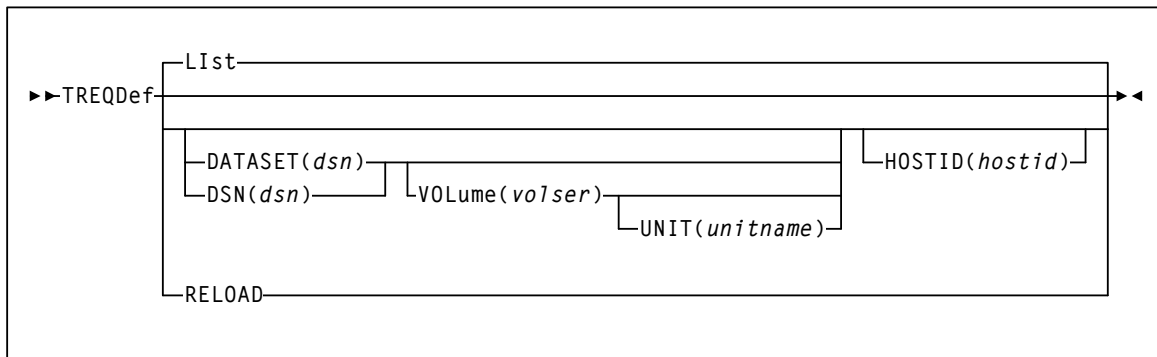 LIst
TREQDef
DATASET(dsn)
HOSTID(hostid)
DSN(dsn)
VOLume(volser)
UNIT(unitname)
RELOAD